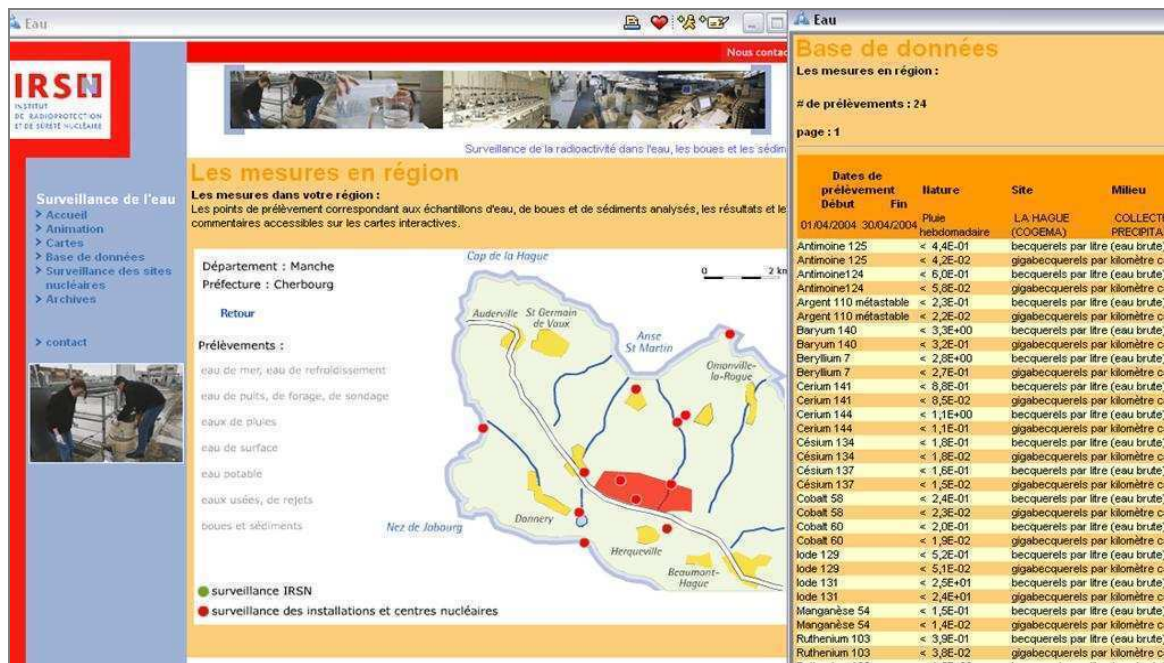 Eau
IRSN
INSTITUT
DE RADIOPROTECTION
ET DE SÛRETÉ NUCLÉAIRE
Nous contac
Surveillance de la radioactivité dans l'eau, les boues et les sédim
Surveillance de l'eau
> Accueil
> Animation
> Cartes
> Base de données
> Surveillance des sites
nucléaires
> Archives
> contact
Les mesures en région
Les mesures dans votre région :
Les points de prélèvement correspondant aux échantillons d'eau, de boues et de sédiments analysés, les résultats et le
commentaires accessibles sur les cartes interactives.
Département : Manche
Préfecture : Cherbourg
Retour
Prélèvements :
eau de mer, eau de refroidissement
eau de puits, de forage, de sondage
eaux de pluies
eau de surface
eau potable
eaux usées, de rejets
boues et sédiments
surveillance IRSN
surveillance des installations et centres nucléaires
Cap de la Hague
0 2 km
Auderville
St Germain
de Vaux
Anse
St Martin
Omonville-
la-Rogue
Dannery
Nez de Jobourg
Herqueville
Beaumont-
Hague
Eau
Base de données
Les mesures en région :
# de prélèvements : 24
page : 1
Dates de
prélèvement Nature Site Milieu
Début Fin
01/04/2004 30/04/2004 Pluie hebdomadaire LA HAGUE (COGEMA) COLLECTE PRECIPITA
Antimoine 125 < 4,4E-01 becquerels par litre (eau brute)
Antimoine 125 < 4,2E-02 gigabecquerels par kilomètre c
Antimoine124 < 6,0E-01 becquerels par litre (eau brute)
Antimoine124 < 5,8E-02 gigabecquerels par kilomètre c
Argent 110 métastable < 2,3E-01 becquerels par litre (eau brute)
Argent 110 métastable < 2,2E-02 gigabecquerels par kilomètre c
Baryum 140 < 3,3E+00 becquerels par litre (eau brute)
Baryum 140 < 3,2E-01 gigabecquerels par kilomètre c
Beryllium 7 < 2,8E+00 becquerels par litre (eau brute)
Beryllium 7 < 2,7E-01 gigabecquerels par kilomètre c
Cerium 141 < 8,8E-01 becquerels par litre (eau brute)
Cerium 141 < 8,5E-02 gigabecquerels par kilomètre c
Cerium 144 < 1,1E+00 becquerels par litre (eau brute)
Cerium 144 < 1,1E-01 gigabecquerels par kilomètre c
Césium 134 < 1,8E-01 becquerels par litre (eau brute)
Césium 134 < 1,8E-02 gigabecquerels par kilomètre c
Césium 137 < 1,6E-01 becquerels par litre (eau brute)
Césium 137 < 1,5E-02 gigabecquerels par kilomètre c
Cobalt 58 < 2,4E-01 becquerels par litre (eau brute)
Cobalt 58 < 2,3E-02 gigabecquerels par kilomètre c
Cobalt 60 < 2,0E-01 becquerels par litre (eau brute)
Cobalt 60 < 1,9E-02 gigabecquerels par kilomètre c
Iode 129 < 5,2E-01 becquerels par litre (eau brute)
Iode 129 < 5,1E-02 gigabecquerels par kilomètre c
Iode 131 < 2,5E+01 becquerels par litre (eau brute)
Iode 131 < 2,4E+01 gigabecquerels par kilomètre c
Manganèse 54 < 1,5E-01 becquerels par litre (eau brute)
Manganèse 54 < 1,4E-02 gigabecquerels par kilomètre c
Ruthenium 103 < 3,9E-01 becquerels par litre (eau brute)
Ruthenium 103 < 3,8E-02 gigabecquerels par kilomètre c